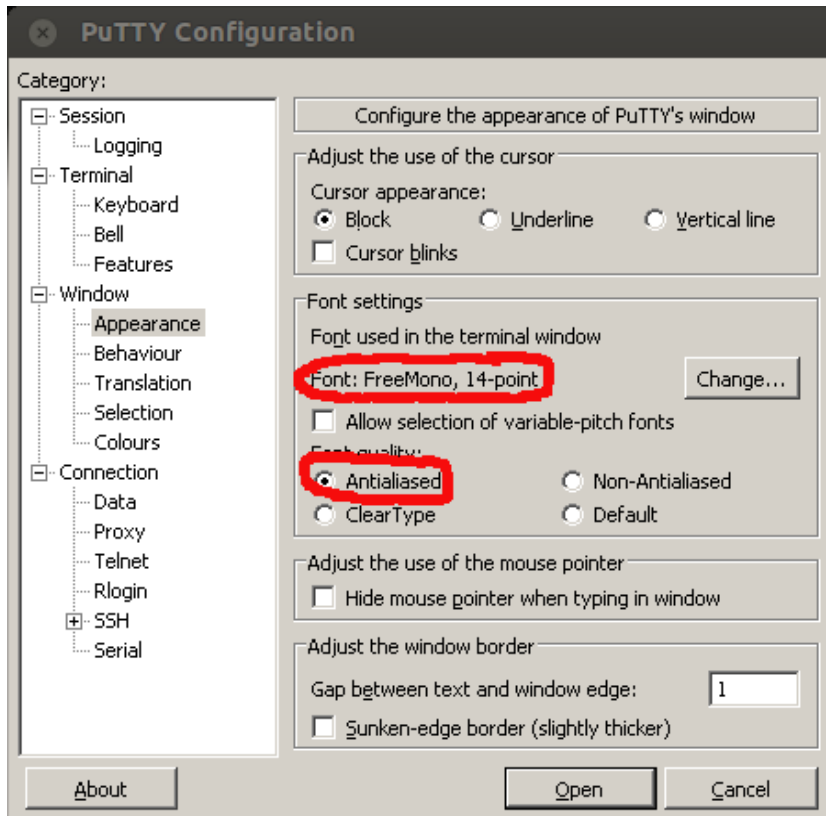 PuTTY Configuration
Category:
Session
Logging
Terminal
Keyboard
Bell
Features
Window
Appearance
Behaviour
Translation
Selection
Colours
Connection
Data
Proxy
Telnet
Rlogin
SSH
Serial
Configure the appearance of PuTTY's window
Adjust the use of the cursor
Cursor appearance:
Block Underline Vertical line
Cursor blinks
Font settings
Font used in the terminal window
Font: FreeMono, 14-point Change...
Allow selection of variable-pitch fonts
Font quality:
Antialiased Non-Antialiased
ClearType Default
Adjust the use of the mouse pointer
Hide mouse pointer when typing in window
Adjust the window border
Gap between text and window edge: 1
Sunken-edge border (slightly thicker)
About Open Cancel